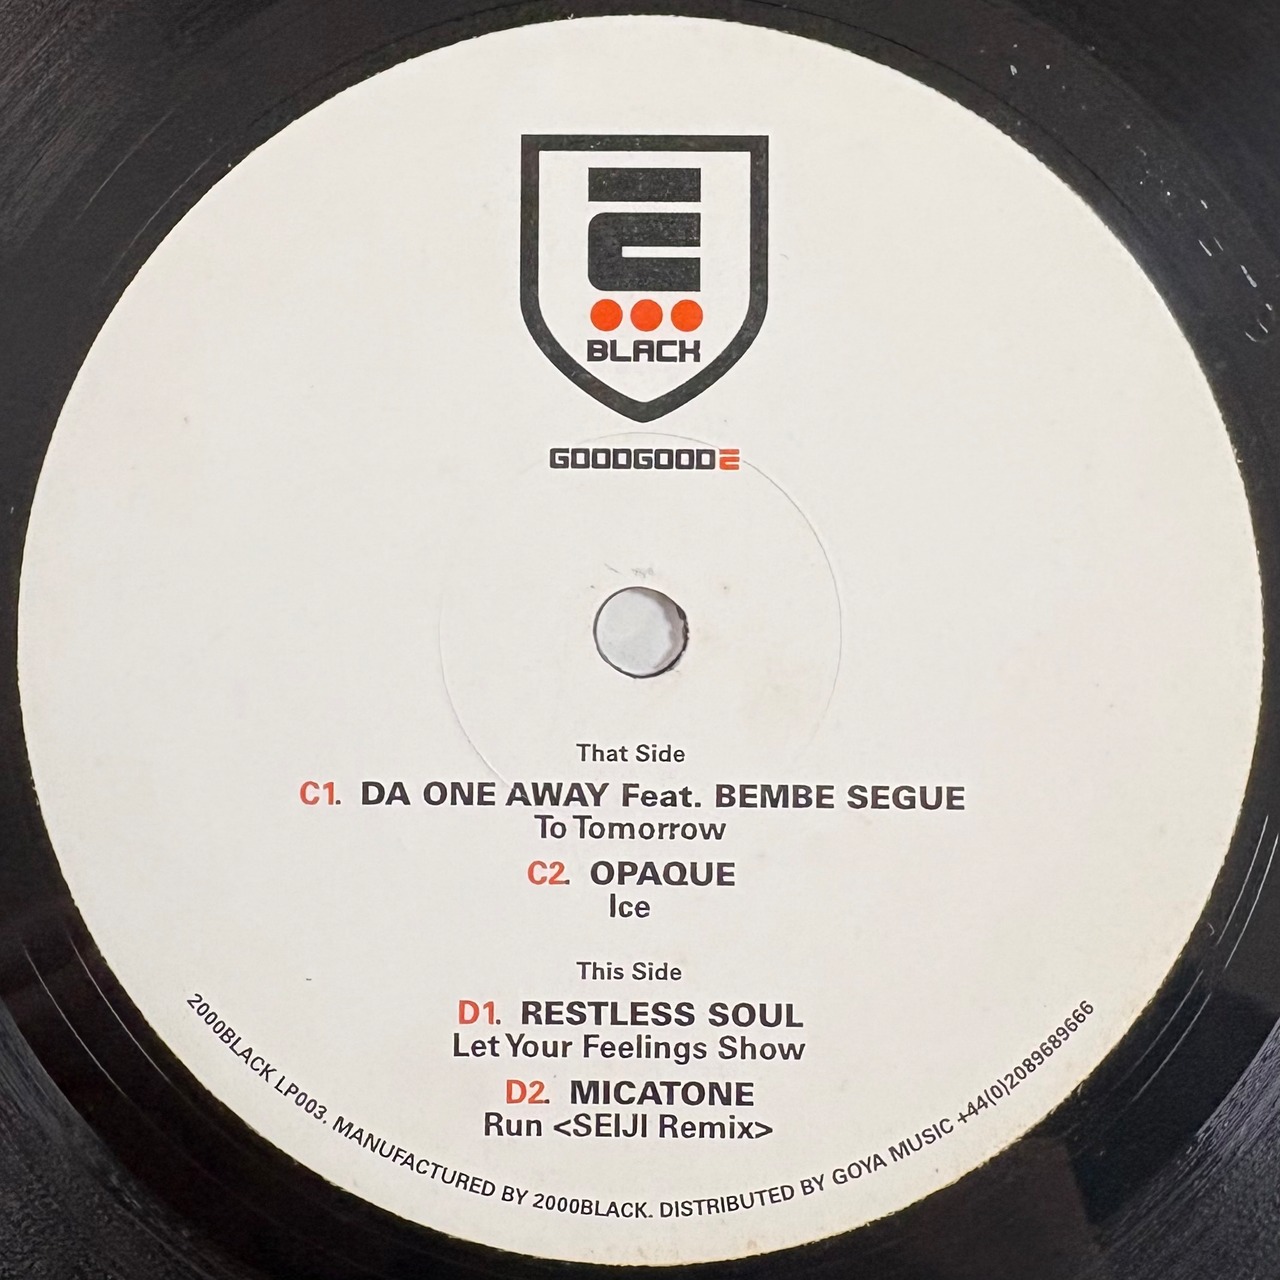 2
BLACK
GOODGOOD2
That Side
C1. DA ONE AWAY Feat. BEMBE SEGUE
To Tomorrow
C2. OPAQUE
Ice
This Side
D1. RESTLESS SOUL
Let Your Feelings Show
D2. MICATONE
Run <SEIJI Remix>
2000BLACK LP003. MANUFACTURED BY 2000BLACK. DISTRIBUTED BY GOYA MUSIC +44(0)2089689666